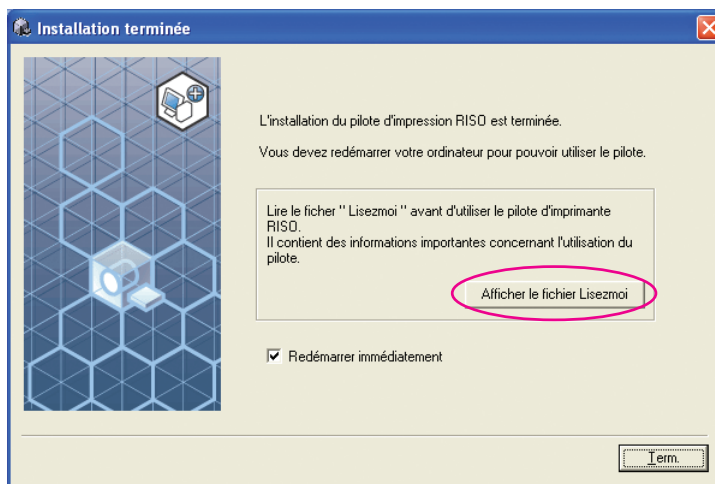 Installation terminée
L'installation du pilote d'impression RISO est terminée.
Vous devez redémarrer votre ordinateur pour pouvoir utiliser le pilote.
Lire le ficher " Lisezmoi " avant d'utiliser le pilote d'imprimante
RISO.
Il contient des informations importantes concernant l'utilisation du
pilote.
Afficher le fichier Lisezmoi
Redémarrer immédiatement
Term.